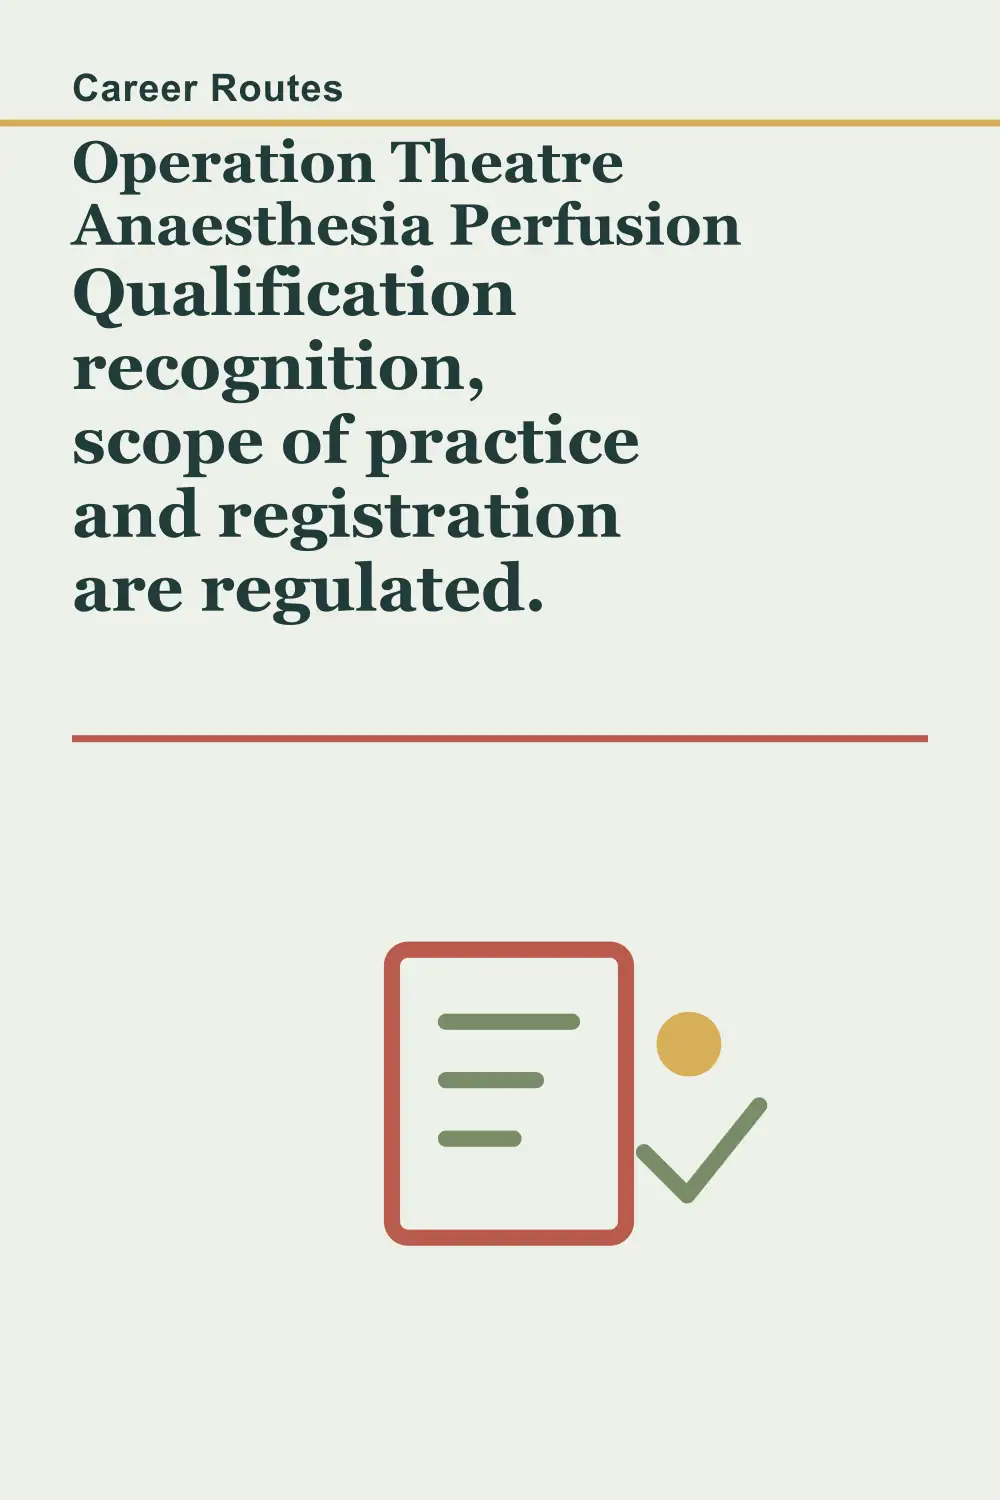 Career Routes
Operation Theatre
Anaesthesia Perfusion
Qualification
recognition,
scope of practice
and registration
are regulated.